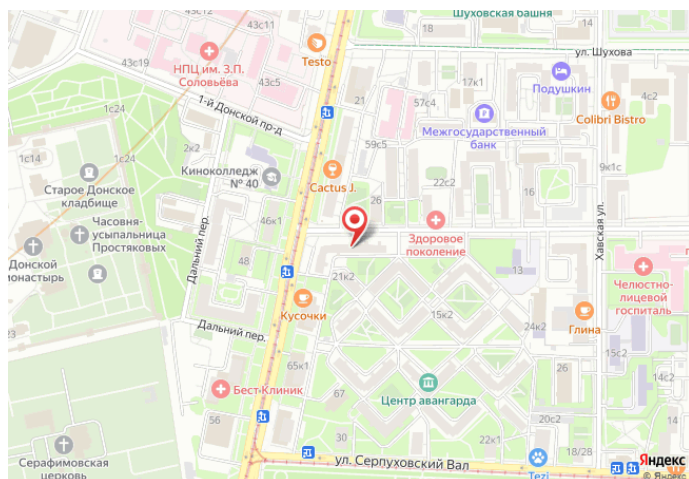 Шуховская башня
43с11
43с12
ул. Шухова
43с19
НПЦ им. З.П.
Соловьёва
Testo
17к1
Подушкин
43с5
21
57с4
4с2
1с24
1-й Донской пр-д
Межгосударственный
банк
Colibri Bistro
59с5
2к2
1с14
Старое Донское
кладбище
Киноколледж
№ 40
Cactus J.
22с2
9к1с
26
16
46к1
Часовня-
усыпальница
Простяковых
Дальний пер.
Здоровое
поколение
Хавская ул.
Донской
монастырь
48
21к2
13
Челюстно-
лицевой
госпиталь
1с24
Кусочки
15к2
23
Дальний пер.
24к2
Глина
15с2
65к1
Бест-Клиник
67
Центр авангарда
14с2
56
20с2
14
30
22к1
Серафимовская
церковь
ул. Серпуховский Вал
Tezi
18/28
Яндекс
© Яндекс